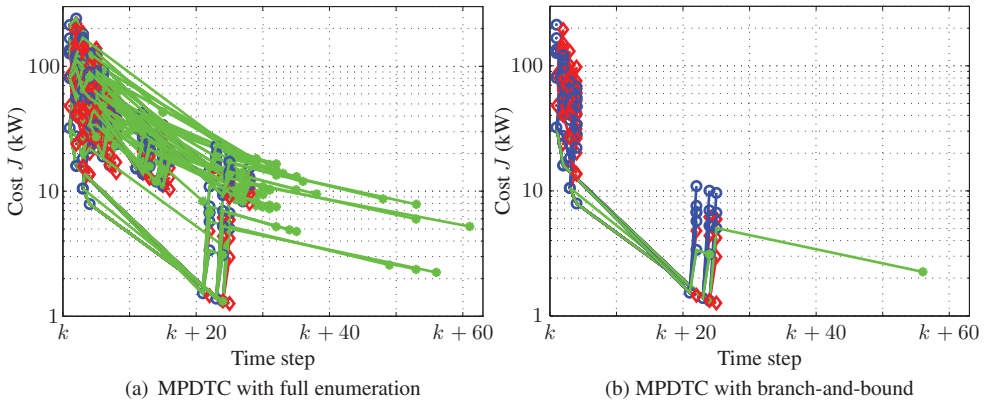 Cost J (kW)
100
10
1
k
k + 20
k + 40
k + 60
Time step
(a) MPDTC with full enumeration
Cost J (kW)
100
10
1
k
k + 20
k + 40
k + 60
Time step
(b) MPDTC with branch-and-bound